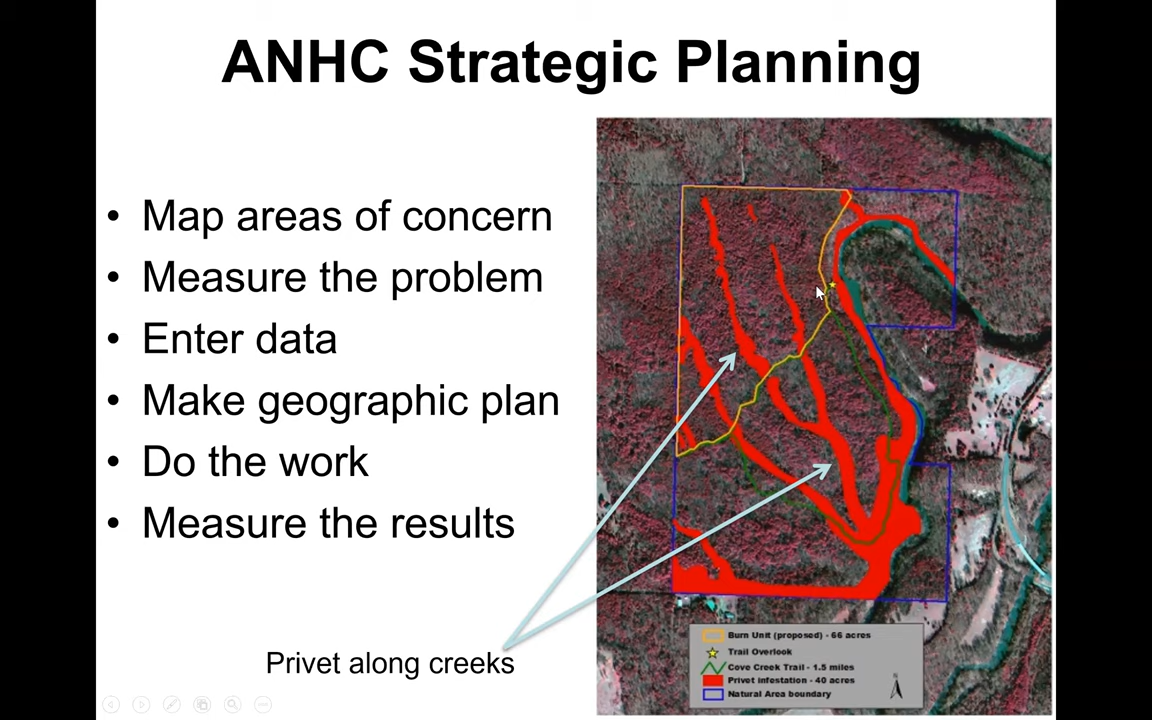 ANHC Strategic Planning
• Map areas of concern
• Measure the problem
• Enter data
• Make geographic plan
• Do the work
• Measure the results
Privet along creeks
Burn Unit (proposed) - 66 acres
Trail Overlook
Cove Creek Trail - 1.5 miles
Privet infestation - 40 acres
Natural Area boundary
N